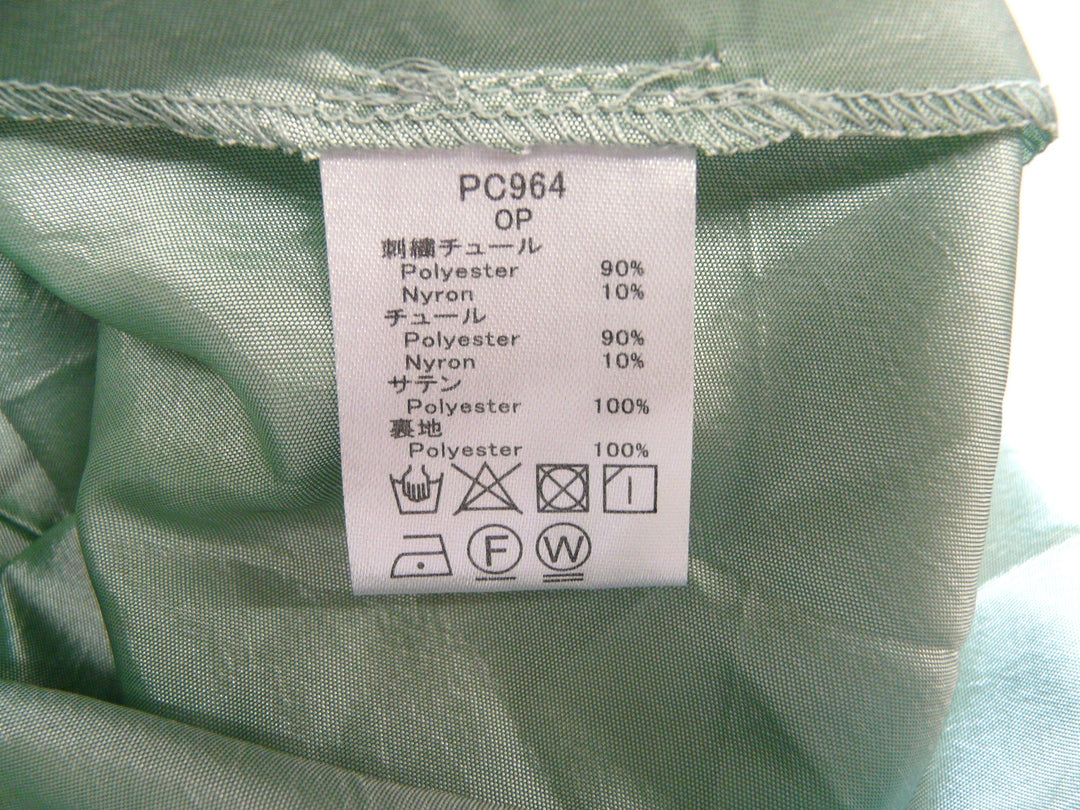 PC964
OP
刺繍チュール
Polyester 90%
Nyron 10%
チュール
Polyester 90%
Nyron 10%
サテン
Polyester 100%
裏地
Polyester 100%
F W